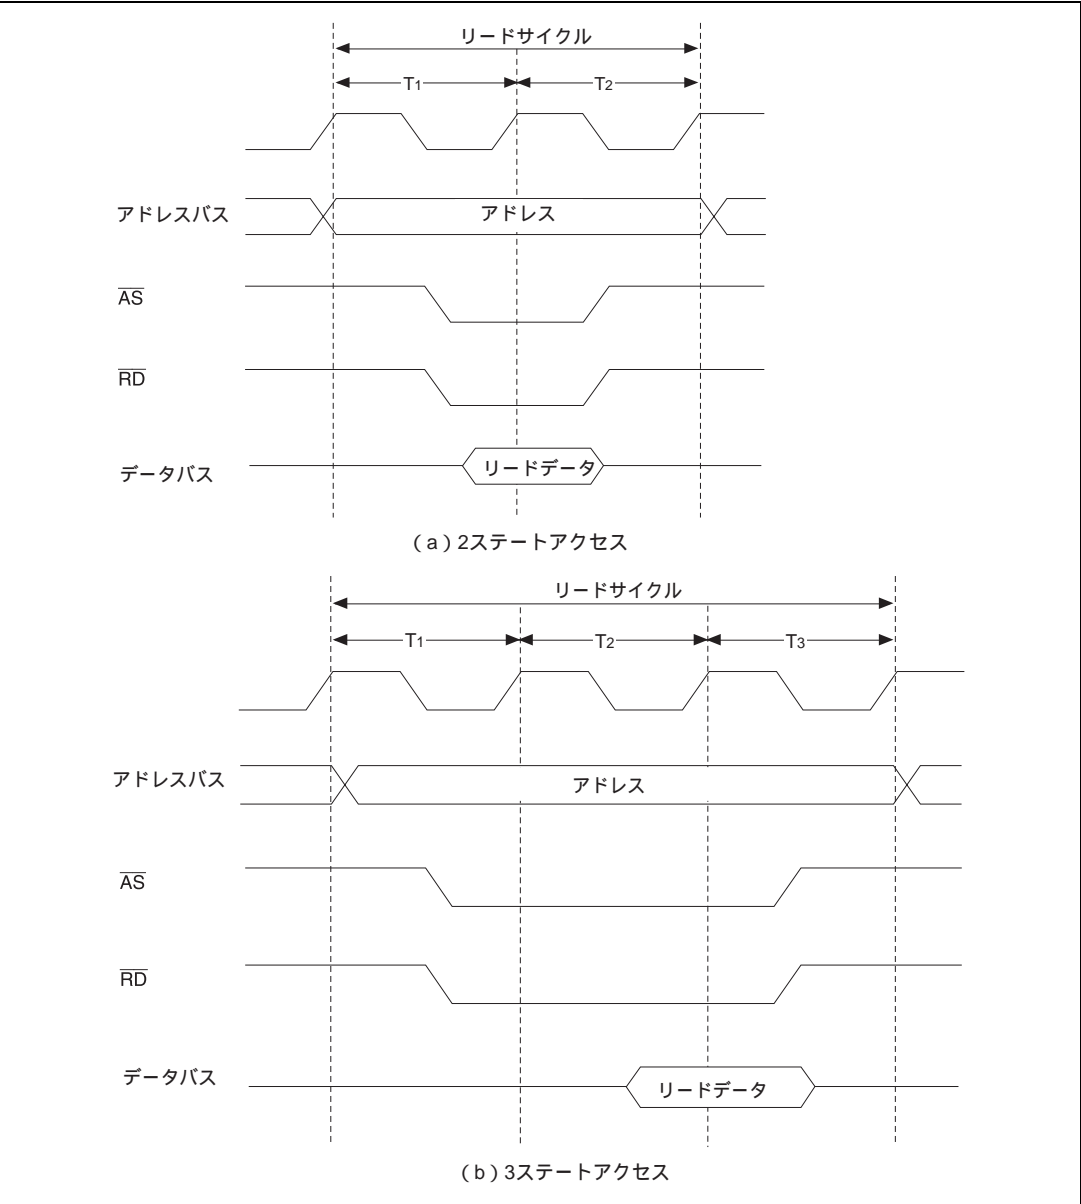 リードサイクル
T1 T2
アドレスバス アドレス
AS
RD
データバス リードデータ
(a)2ステートアクセス
リードサイクル
T1 T2 T3
アドレスバス アドレス
AS
RD
データバス リードデータ
(b)3ステートアクセス